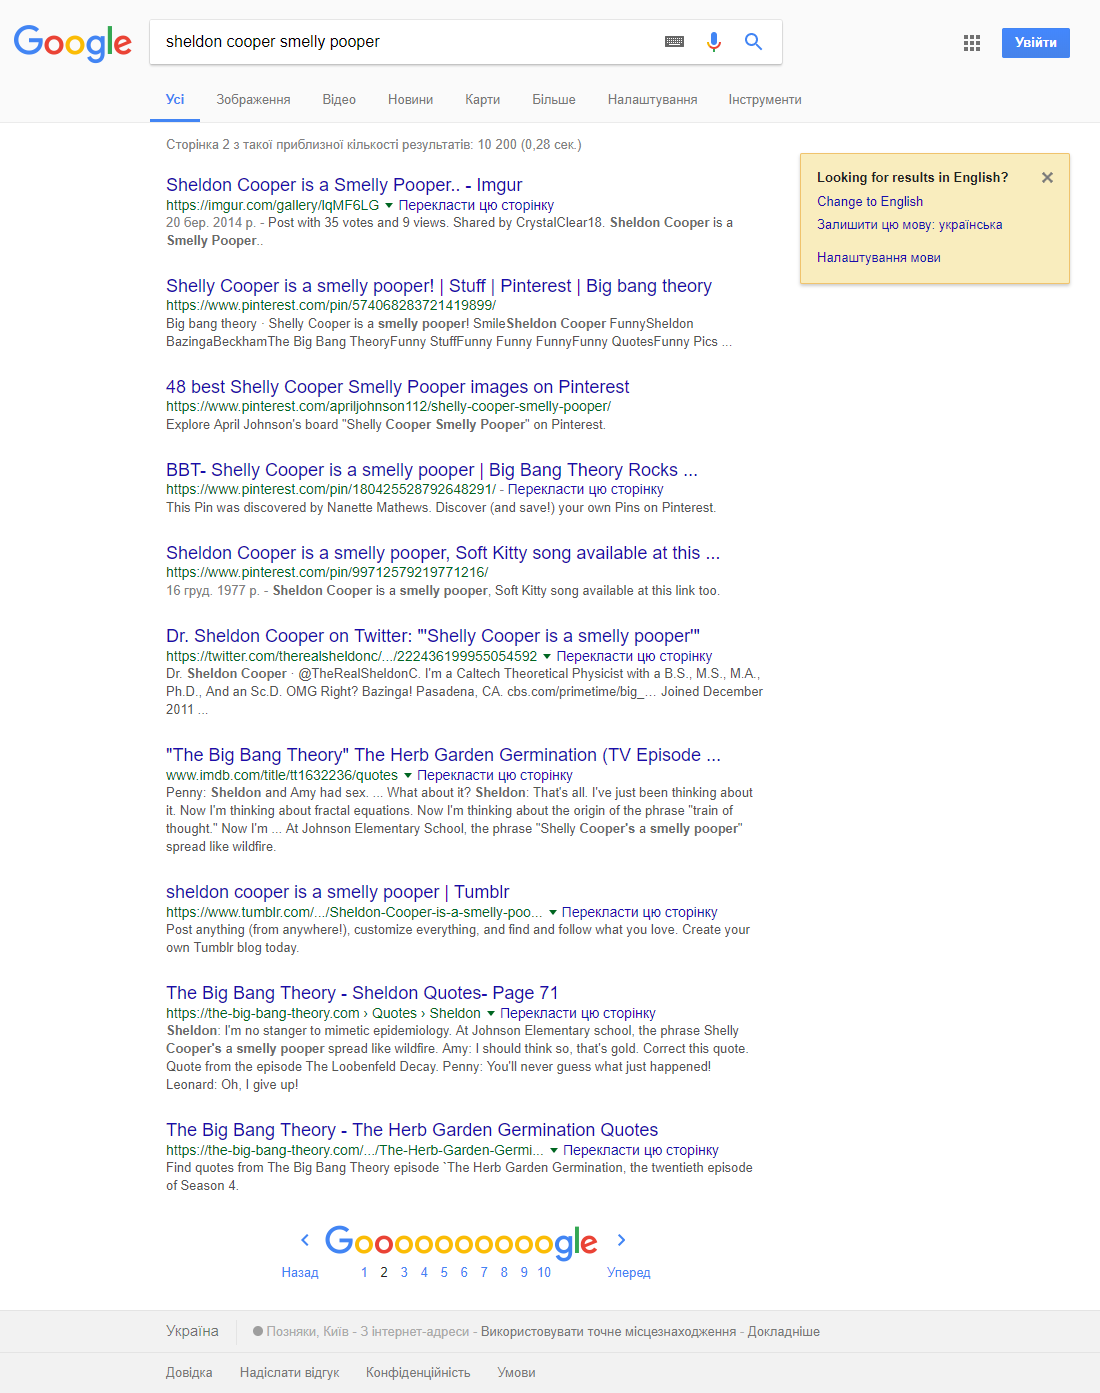 Google
sheldon cooper smelly pooper
Увійти
Усі Зображення Відео Новини Карти Більше Налаштування Інструменти
Сторінка 2 з такої приблизної кількості результатів: 10 200 (0,28 сек.)
Looking for results in English?
Change to English
Залишити цю мову: українська
Налаштування мови
Sheldon Cooper is a Smelly Pooper.. - Imgur
https://imgur.com/gallery/IqMF6LG Перекласти цю сторінку
20 бер. 2014 р. - Post with 35 votes and 9 views. Shared by CrystalClear18. Sheldon Cooper is a
Smelly Pooper..
Shelly Cooper is a smelly pooper! | Stuff | Pinterest | Big bang theory
https://www.pinterest.com/pin/574068283721419899/
Big bang theory · Shelly Cooper is a smelly pooper! SmileSheldon Cooper FunnySheldon
BazingaBeckhamThe Big Bang TheoryFunny StuffFunny Funny FunnyFunny QuotesFunny Pics ...
48 best Shelly Cooper Smelly Pooper images on Pinterest
https://www.pinterest.com/apriljohnson112/shelly-cooper-smelly-pooper/
Explore April Johnson's board "Shelly Cooper Smelly Pooper" on Pinterest.
BBT- Shelly Cooper is a smelly pooper | Big Bang Theory Rocks ...
https://www.pinterest.com/pin/180425528792648291/ - Перекласти цю сторінку
This Pin was discovered by Nanette Mathews. Discover (and save!) your own Pins on Pinterest.
Sheldon Cooper is a smelly pooper, Soft Kitty song available at this ...
https://www.pinterest.com/pin/99712579219771216/
16 груд. 1977 р. - Sheldon Cooper is a smelly pooper, Soft Kitty song available at this link too.
Dr. Sheldon Cooper on Twitter: "'Shelly Cooper is a smelly pooper'"
https://twitter.com/therealsheldonc/.../222436199955054592 Перекласти цю сторінку
Dr. Sheldon Cooper · @TheRealSheldonC. I'm a Caltech Theoretical Physicist with a B.S., M.S., M.A.,
Ph.D., And an Sc.D. OMG Right? Bazinga! Pasadena, CA. cbs.com/primetime/big_… Joined December
2011 ...
"The Big Bang Theory" The Herb Garden Germination (TV Episode ...
www.imdb.com/title/tt1632236/quotes Перекласти цю сторінку
Penny: Sheldon and Amy had sex. ... What about it? Sheldon: That's all. I've just been thinking about
it. Now I'm thinking about fractal equations. Now I'm thinking about the origin of the phrase "train of
thought." Now I'm ... At Johnson Elementary School, the phrase "Shelly Cooper's a smelly pooper"
spread like wildfire.
sheldon cooper is a smelly pooper | Tumblr
https://www.tumblr.com/.../Sheldon-Cooper-is-a-smelly-poo... Перекласти цю сторінку
Post anything (from anywhere!), customize everything, and find and follow what you love. Create your
own Tumblr blog today.
The Big Bang Theory - Sheldon Quotes- Page 71
https://the-big-bang-theory.com › Quotes › Sheldon Перекласти цю сторінку
Sheldon: I'm no stanger to mimetic epidemiology. At Johnson Elementary school, the phrase Shelly
Cooper's a smelly pooper spread like wildfire. Amy: I should think so, that's gold. Correct this quote.
Quote from the episode The Loobenfeld Decay. Penny: You'll never guess what just happened!
Leonard: Oh, I give up!
The Big Bang Theory - The Herb Garden Germination Quotes
https://the-big-bang-theory.com/.../The-Herb-Garden-Germi... Перекласти цю сторінку
Find quotes from The Big Bang Theory episode `The Herb Garden Germination, the twentieth episode
of Season 4.
Goooooooooogle
Назад 1 2 3 4 5 6 7 8 9 10 Уперед
Україна Позняки, Київ - З інтернет-адреси - Використовувати точне місцезнаходження - Докладніше
Довідка Надіслати відгук Конфіденційність Умови